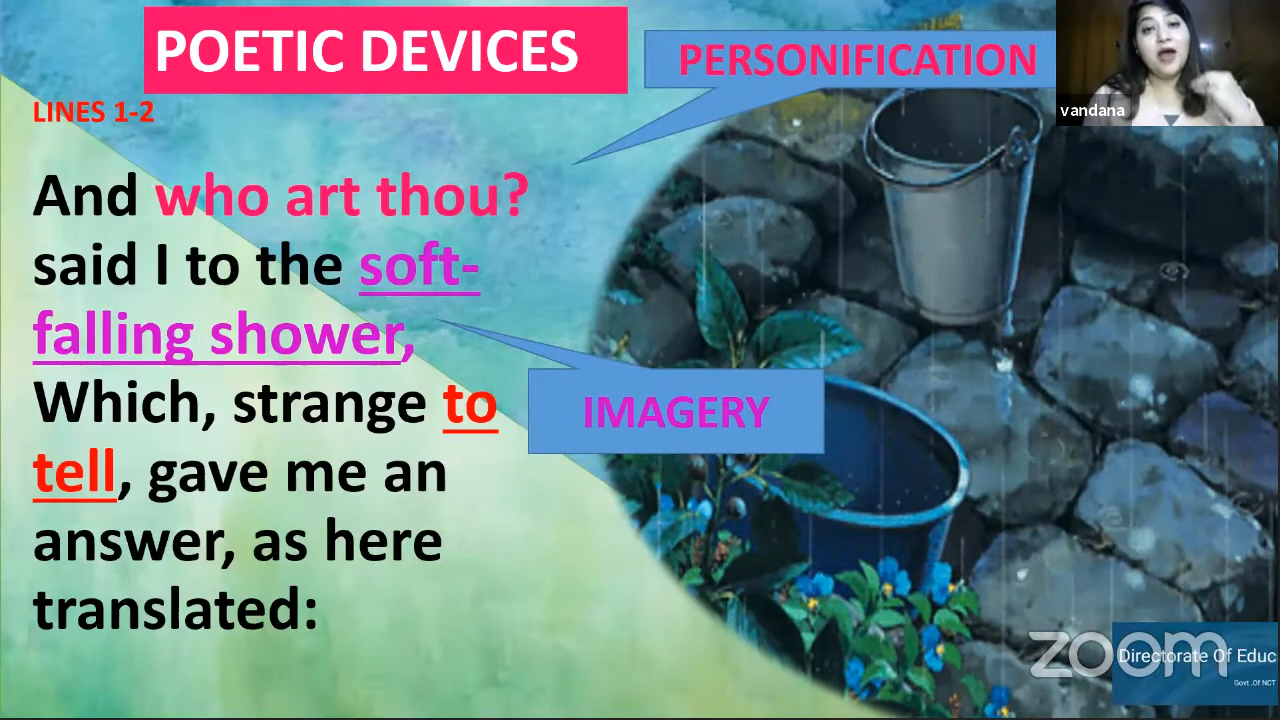 POETIC DEVICES
PERSONIFICATION
vandana
LINES 1-2
And who art thou?
said I to the soft-
falling shower,
Which, strange to
tell, gave me an
answer, as here
translated:
IMAGERY
zoom
Directorate Of Educ
Govt .Of NCT